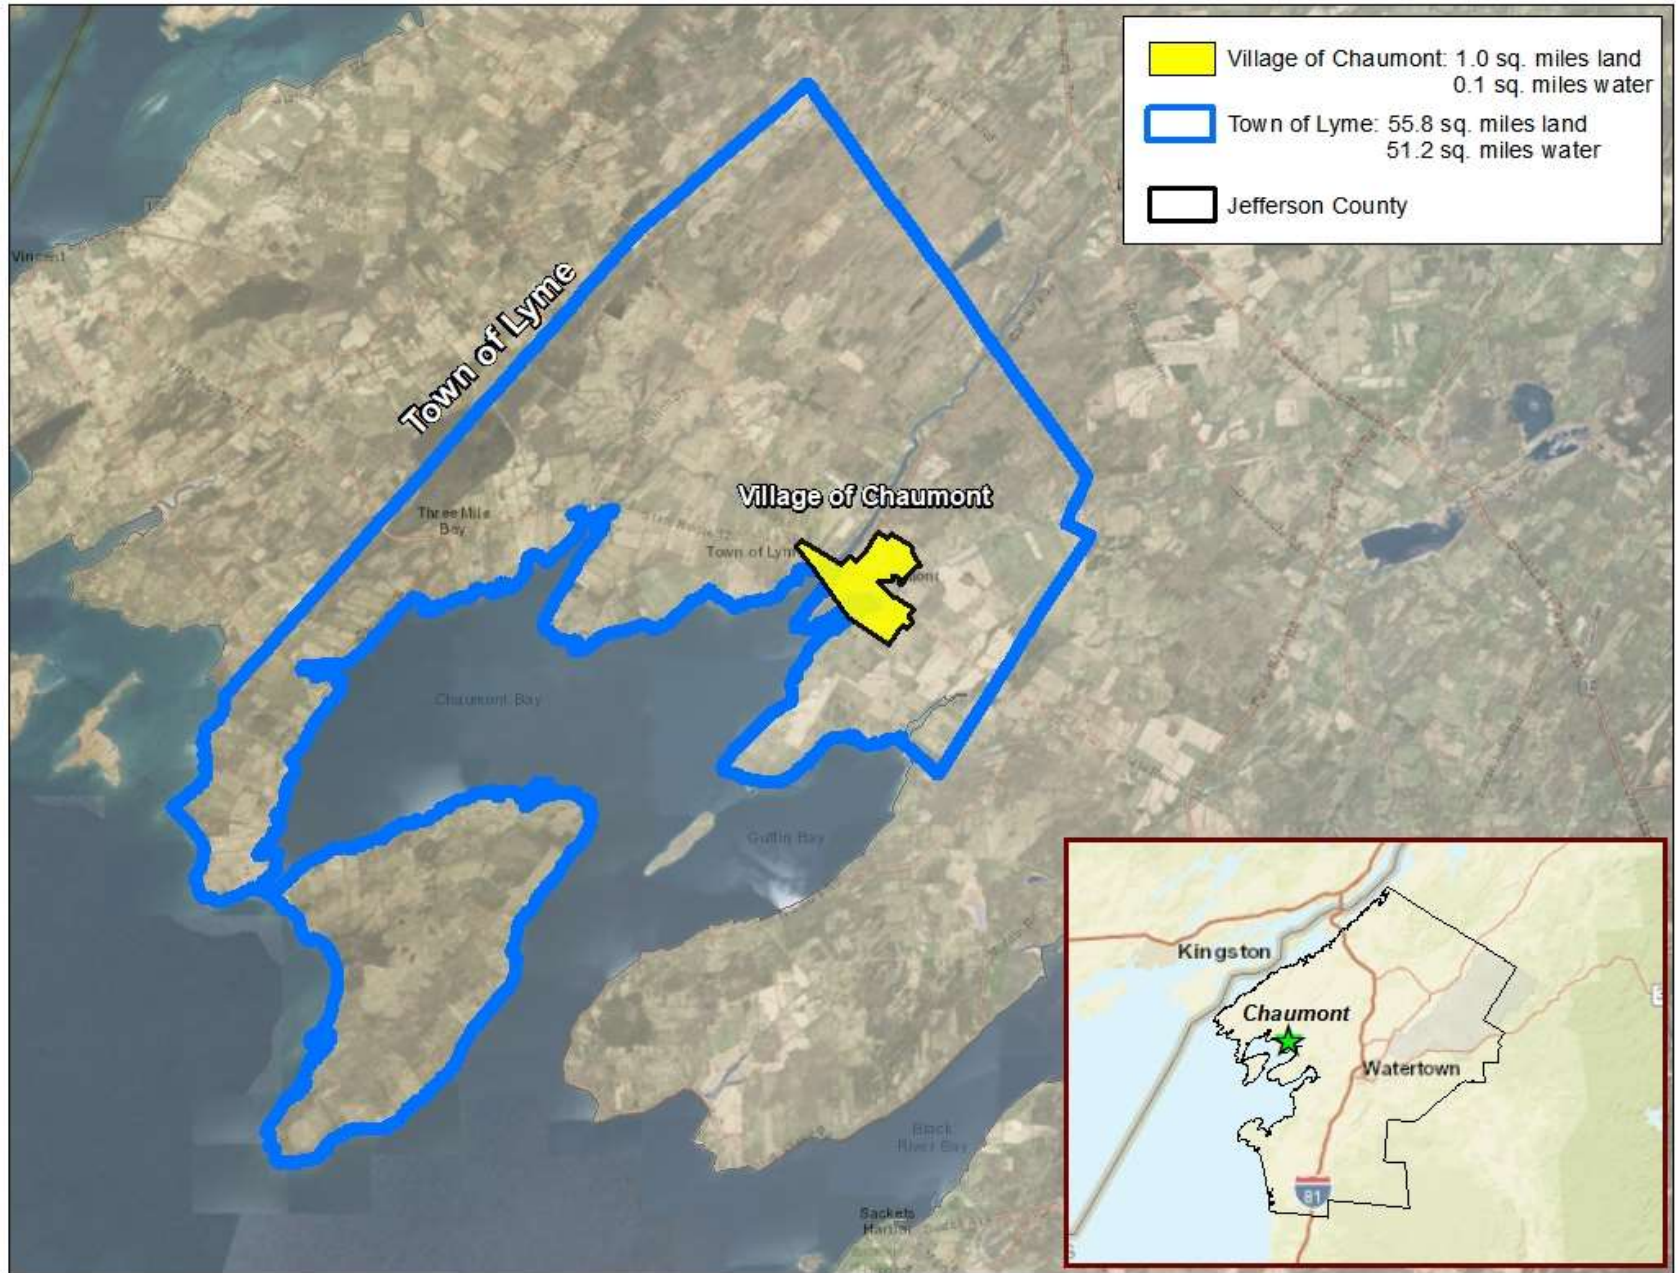 Village of Chaumont: 1.0 sq. miles land
0.1 sq. miles water
Town of Lyme: 55.8 sq. miles land
51.2 sq. miles water
Jefferson County
Vincent
Town of Lyme
Three Mile
Bay
Village of Chaumont
Town of Lym
mont
Chaumont Bay
Guffin Bay
Black
River Bay
Sackets
Harbor
Kingston
Chaumont
Watertown
81